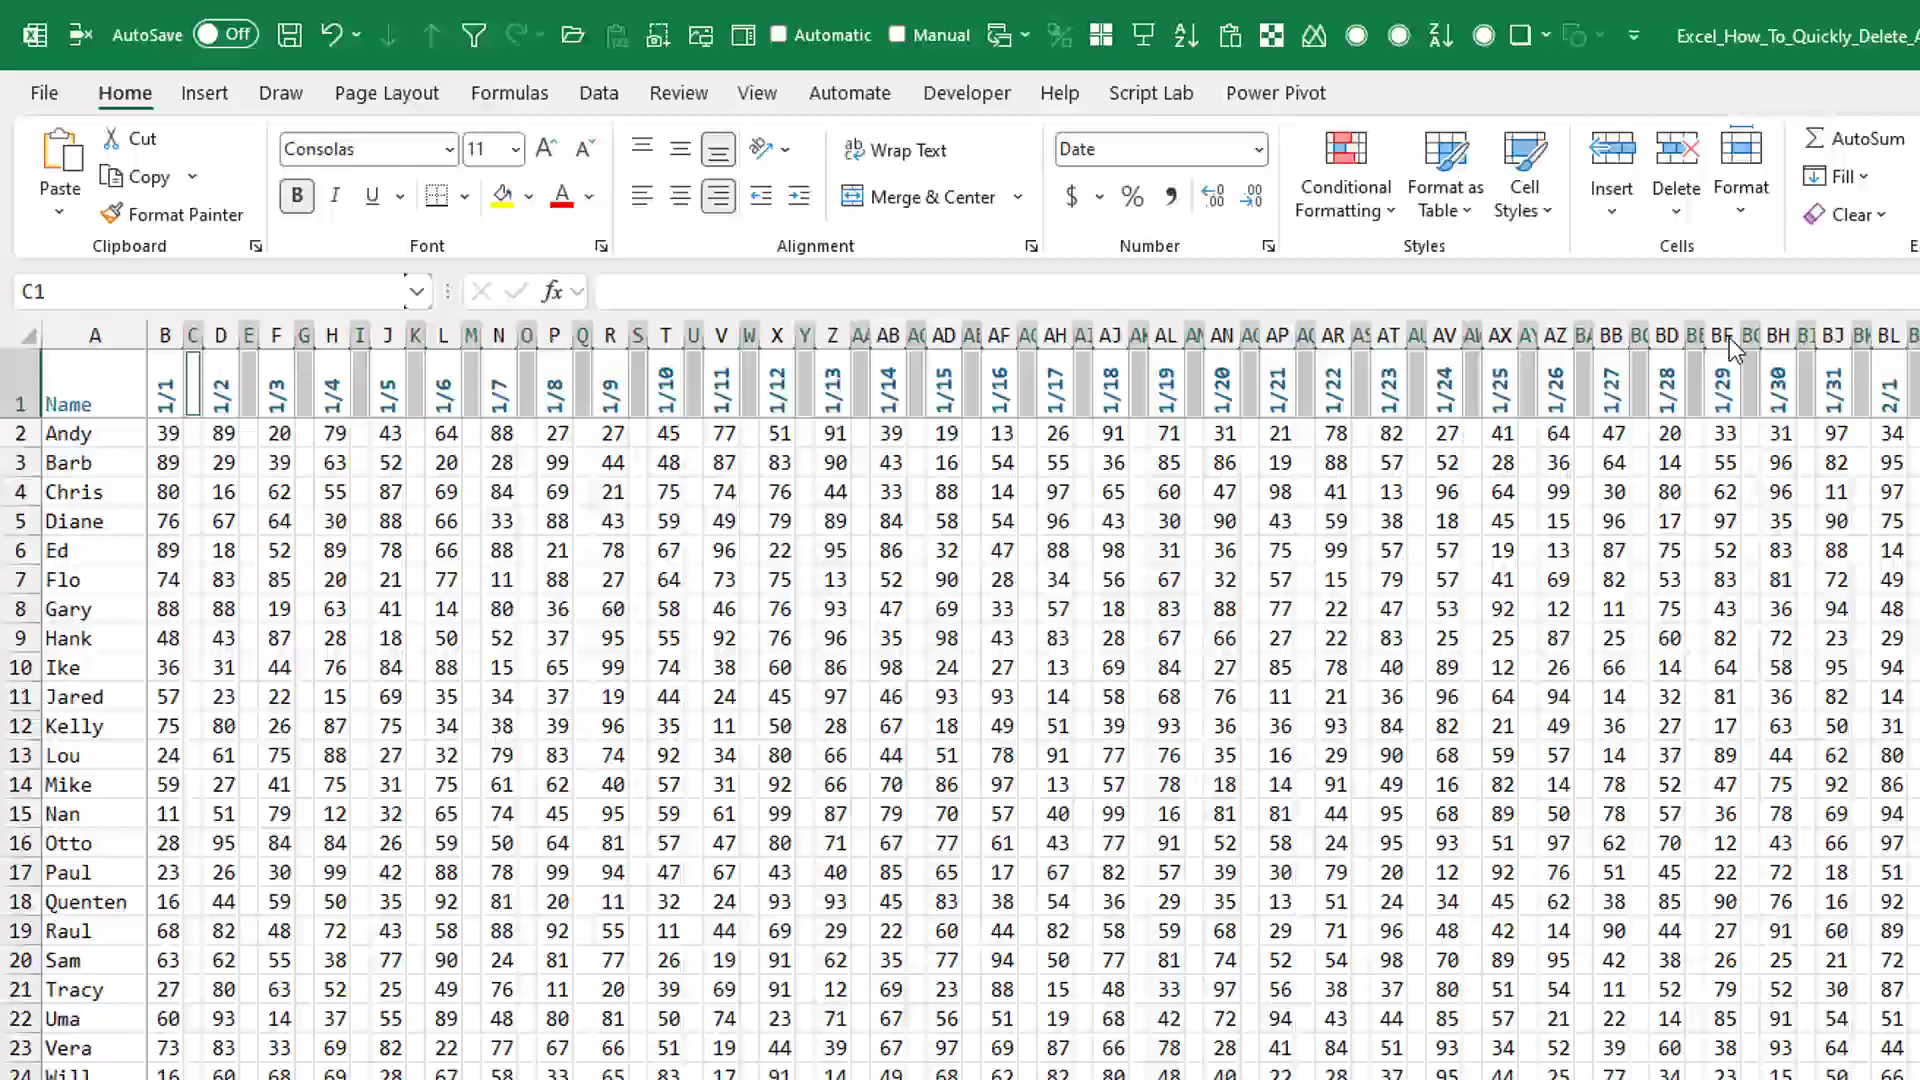 AutoSave Off Automatic Manual Excel_How_To_Quickly_Delete_A
File Home Insert Draw Page Layout Formulas Data Review View Automate Developer Help Script Lab Power Pivot
Paste Cut Copy Format Painter Clipboard
Consolas 11 B I U A Font
Wrap Text Merge & Center Alignment
Date $ % Number
Conditional Formatting Format as Table Cell Styles Styles
Insert Delete Format Cells
AutoSum Fill Clear
C1 fx
A B C D E F G H I J K L M N O P Q R S T U V W X Y Z AA AB AD AF AH AJ AL AN AP AR AT AV AX AY AZ BA BB BD BF BH BJ BL
1 Name 1/1 1/2 1/3 1/4 1/5 1/6 1/7 1/8 1/9 1/10 1/11 1/12 1/13 1/14 1/15 1/16 1/17 1/18 1/19 1/20 1/21 1/22 1/23 1/24 1/25 1/26 1/27 1/28 1/29 1/30 1/31 2/1
2 Andy 39 89 20 79 43 64 88 27 27 45 77 51 91 39 19 13 26 91 71 31 21 78 82 27 41 64 47 20 33 31 97 34
3 Barb 89 29 39 63 52 20 28 99 44 48 87 83 90 43 16 54 55 36 85 86 19 88 57 52 28 36 64 14 55 96 82 95
4 Chris 80 16 62 55 87 69 84 69 21 75 74 76 44 33 88 14 97 65 60 47 98 41 13 96 64 99 30 80 62 96 11 97
5 Diane 76 67 64 30 88 66 33 88 43 59 49 79 89 84 58 54 96 43 30 90 43 59 38 18 45 15 96 17 97 35 90 75
6 Ed 89 18 52 89 78 66 88 21 78 67 96 22 95 86 32 47 88 98 31 36 75 99 57 57 19 13 87 75 52 83 88 14
7 Flo 74 83 85 20 21 77 11 88 27 64 73 75 13 52 90 28 34 56 67 32 57 15 79 57 41 69 82 53 83 81 72 49
8 Gary 88 88 19 63 41 14 80 36 60 58 46 76 93 47 69 33 57 18 83 88 77 22 47 53 92 12 11 75 43 36 94 48
9 Hank 48 43 87 28 18 50 52 37 95 55 92 76 96 35 98 43 83 28 67 66 27 22 83 25 25 87 25 60 82 72 23 29
10 Ike 36 31 44 76 84 88 15 65 99 74 38 60 86 98 24 27 13 69 84 27 85 78 40 89 12 26 66 14 64 58 95 94
11 Jared 57 23 22 15 69 35 34 37 19 44 24 45 97 46 93 93 14 58 68 76 11 21 36 96 64 94 14 32 81 36 82 14
12 Kelly 75 80 26 87 75 34 38 39 96 35 11 50 28 67 18 49 51 39 93 36 36 93 84 82 21 49 36 27 17 63 50 31
13 Lou 24 61 75 88 27 32 79 83 74 92 34 80 66 44 51 78 91 77 76 35 16 29 90 68 59 57 14 37 89 44 62 80
14 Mike 59 27 41 75 31 75 61 62 40 57 31 92 66 70 86 97 13 57 78 18 14 91 49 16 82 14 78 52 47 75 92 86
15 Nan 11 51 79 12 32 65 74 45 95 59 61 99 87 79 70 57 40 99 16 81 81 44 95 68 89 50 78 57 36 78 69 94
16 Otto 28 95 84 84 26 59 50 64 81 57 47 80 71 67 77 61 43 77 91 52 58 24 95 93 51 97 62 70 12 43 66 97
17 Paul 23 26 30 99 42 88 78 99 94 47 67 43 40 85 65 17 67 82 57 39 30 79 20 12 92 76 51 45 22 72 18 51
18 Quenten 16 44 59 50 35 92 81 20 11 32 24 93 93 45 83 38 54 36 29 35 13 51 24 34 45 62 38 85 90 76 16 92
19 Raul 68 82 48 72 43 58 88 92 55 11 44 69 29 22 60 44 82 58 59 68 29 71 96 48 42 14 90 44 27 91 60 89
20 Sam 63 62 55 38 77 90 24 81 77 26 19 91 62 35 77 94 50 77 81 74 52 54 98 70 89 95 42 38 26 25 21 72
21 Tracy 27 80 63 52 25 49 76 11 20 39 69 91 12 69 23 88 15 48 33 97 56 38 37 80 51 54 11 52 79 52 30 87
22 Uma 60 93 14 37 55 89 48 80 81 50 74 23 71 67 56 51 19 68 42 72 94 43 44 85 57 21 22 14 85 91 54 51
23 Vera 73 83 33 69 82 22 77 67 66 51 19 44 39 67 97 69 87 66 78 28 41 84 51 93 34 52 39 60 38 93 64 44